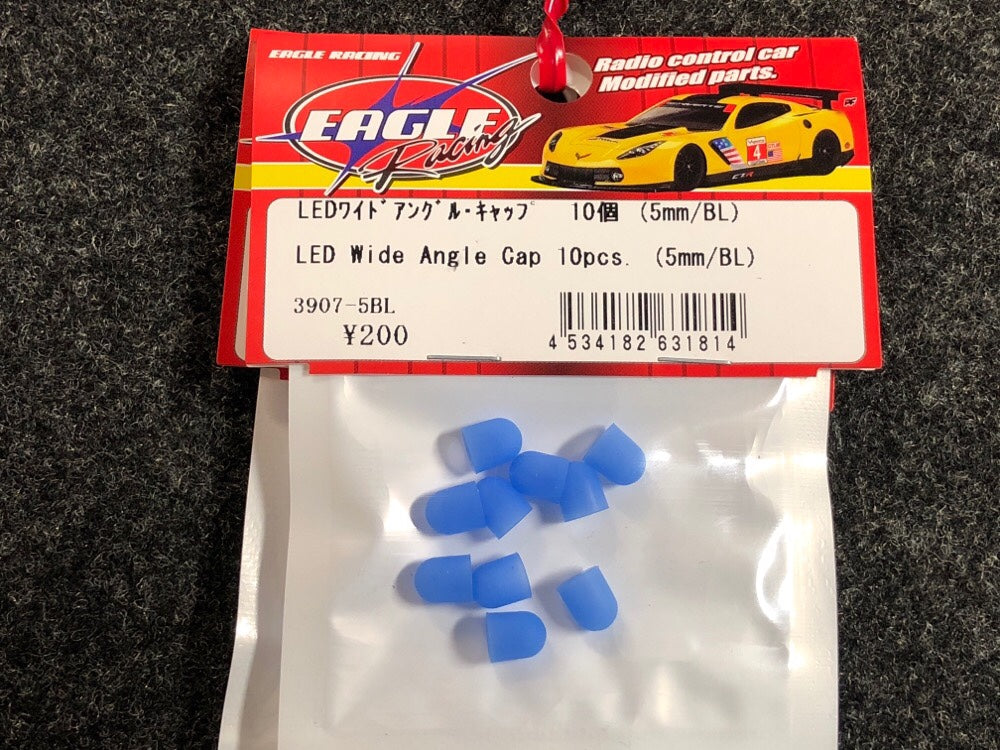 EAGLE RACING
Radio control car
Modified parts.
EAGLE
Racing
4
CTR
LEDワイドアングル・キャップ 10個 (5mm/BL)
LED Wide Angle Cap 10pcs. (5mm/BL)
3907-5BL
¥200
4 534182 631814